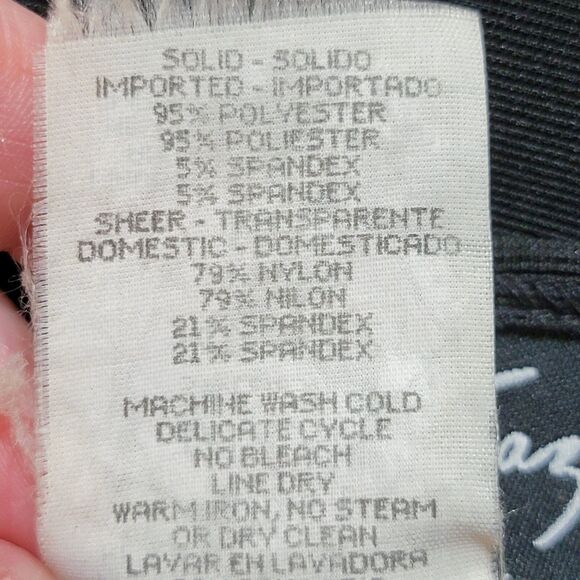 SOLID - SOLIDO
IMPORTED - IMPORTADO
95% POLYESTER
95% POLIESTER
5% SPANDEX
5% SPANDEX
SHEER - TRANSPARENTE
DOMESTIC - DOMESTICADO
79% NYLON
79% NILON
21% SPANDEX
21% SPANDEX
MACHINE WASH COLD
DELICATE CYCLE
NO BLEACH
LINE DRY
WARM IRON, NO STEAM
OR DRY CLEAN
LAVAR EN LAVADORA